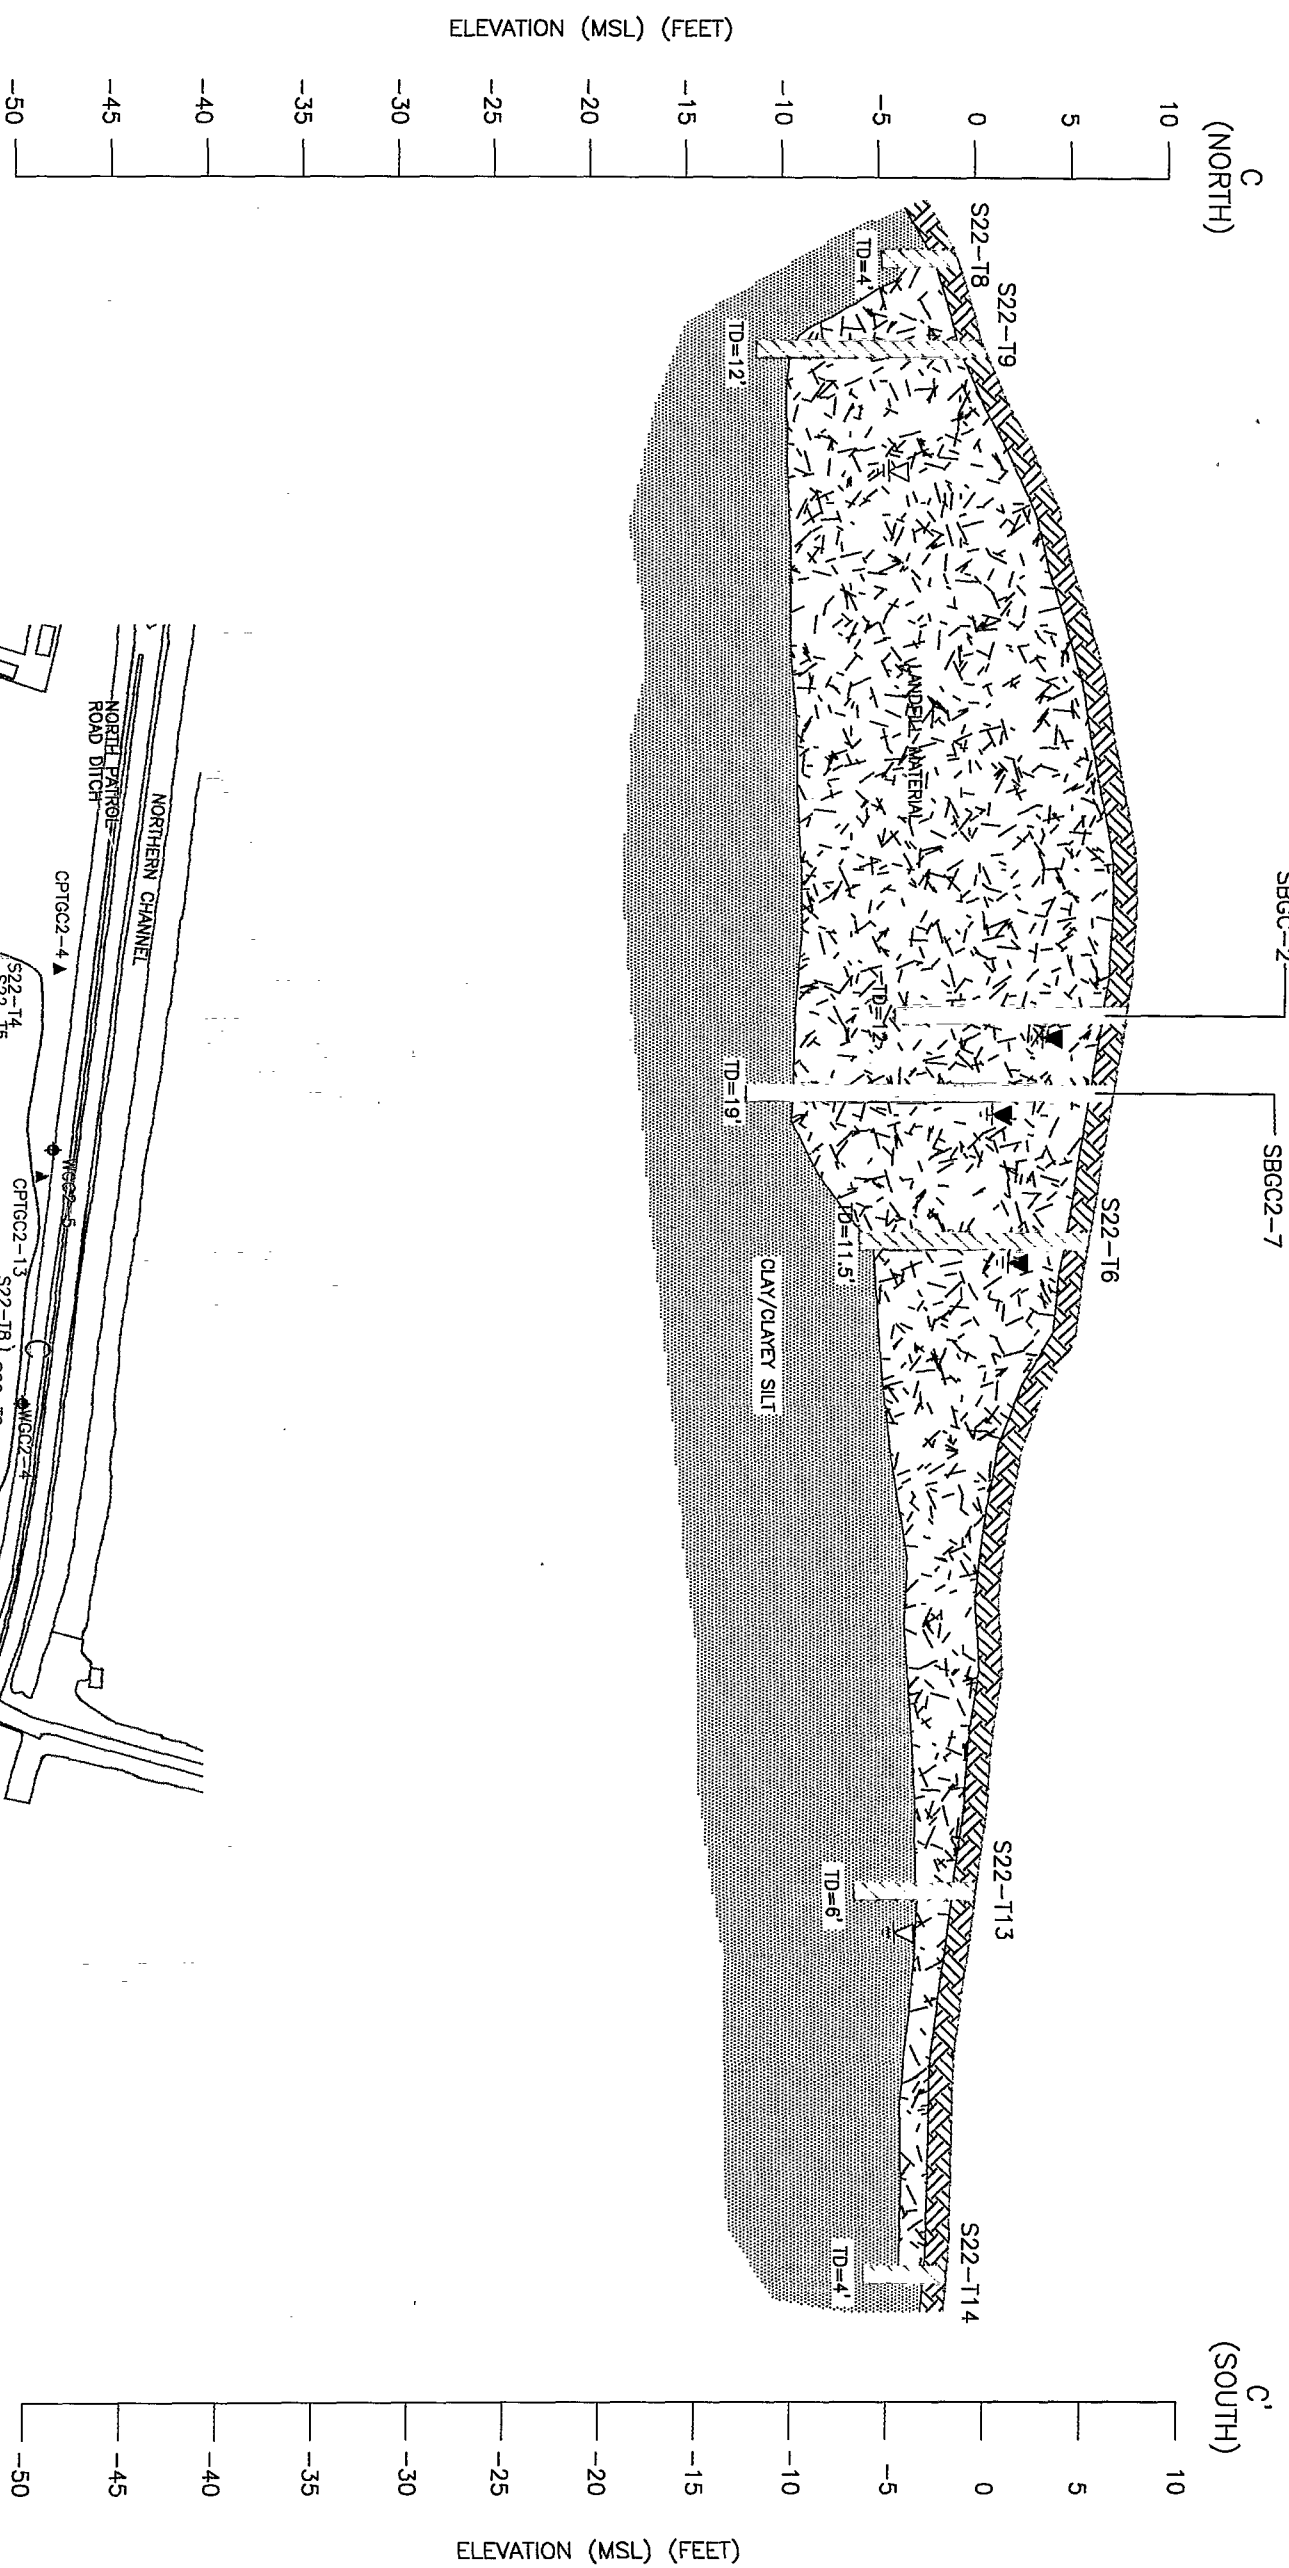 C
(NORTH)
ELEVATION (MSL) (FEET)
10
5
0
-5
-10
-15
-20
-25
-30
-35
-40
-45
-50
S22-T8
S22-T9
SBGC-2
SBGC2-7
S22-T6
S22-T13
S22-T14
TD=4'
TD=12'
LANDFILL MATERIAL
TD=12'
TD=19'
TD=11.5'
CLAY/CLAYEY SILT
TD=6'
TD=4'
C'
(SOUTH)
10
5
0
-5
-10
-15
-20
-25
-30
-35
-40
-45
-50
ELEVATION (MSL) (FEET)
NORTHERN CHANNEL
NORTH PATROL
ROAD DITCH
CPTGC2-4
WGC2-5
CPTGC2-13
WGC2-4
S22-T4
S22-T8